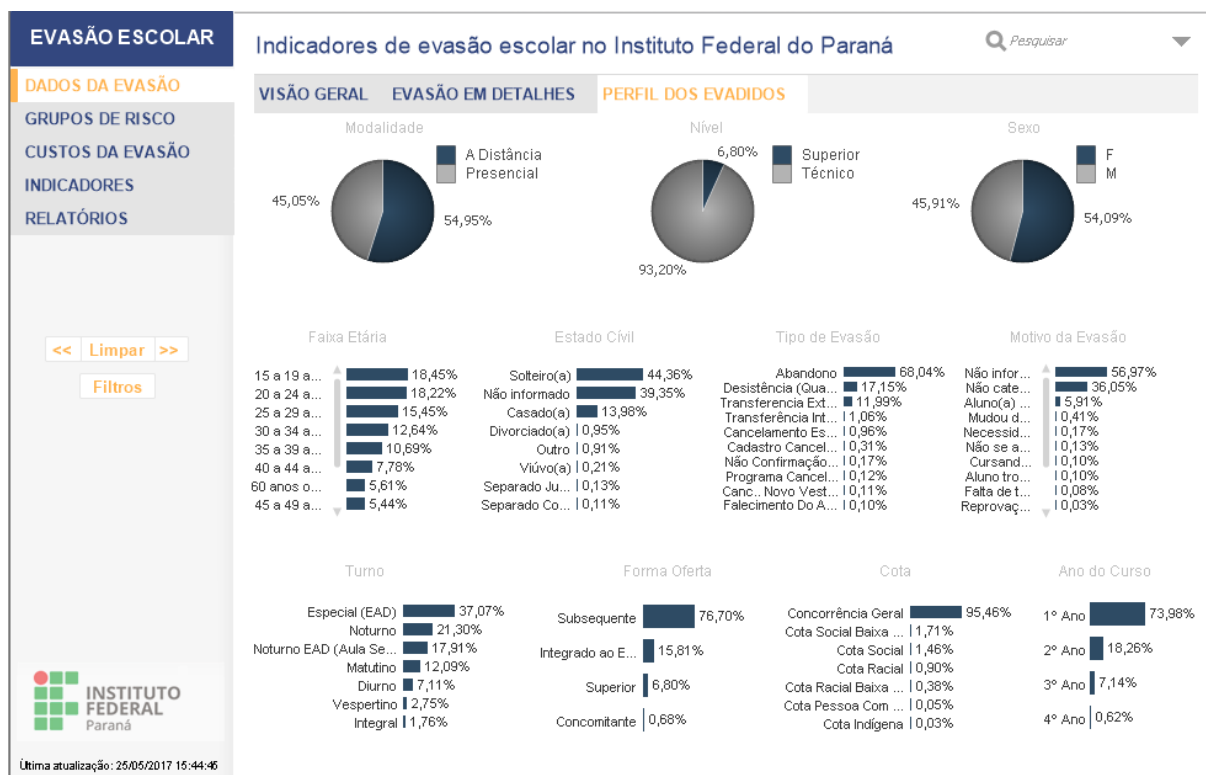 EVASÃO ESCOLAR
Indicadores de evasão escolar no Instituto Federal do Paraná
Pesquisar
DADOS DA EVASÃO
GRUPOS DE RISCO
CUSTOS DA EVASÃO
INDICADORES
RELATÓRIOS
<< Limpar >>
Filtros
VISÃO GERAL EVASÃO EM DETALHES PERFIL DOS EVADIDOS
Modalidade
A Distância
Presencial
45,05%
54,95%
Nível
6,80%
Superior
Técnico
93,20%
Sexo
F
M
45,91%
54,09%
Faixa Etária
15 a 19 a... 18,45%
20 a 24 a... 18,22%
25 a 29 a... 15,45%
30 a 34 a... 12,64%
35 a 39 a... 10,69%
40 a 44 a... 7,78%
60 anos o... 5,61%
45 a 49 a... 5,44%
Estado Cívil
Solteiro(a) 44,36%
Não informado 39,35%
Casado(a) 13,98%
Divorciado(a) 0,95%
Outro 0,91%
Viúvo(a) 0,21%
Separado Ju... 0,13%
Separado Co... 0,11%
Tipo de Evasão
Abandono 68,04%
Desistência (Qua... 17,15%
Transferencia Ext... 11,99%
Transferência Int... 1,06%
Cancelamento Es... 0,96%
Cadastro Cancel... 0,31%
Não Confirmação... 0,17%
Programa Cancel... 0,12%
Canc.. Novo Vest... 0,11%
Falecimento Do A... 0,10%
Motivo da Evasão
Não infor... 56,97%
Não cate... 36,05%
Aluno(a) ... 5,91%
Mudou d... 0,41%
Necessid... 0,17%
Não se a... 0,13%
Cursand... 0,10%
Aluno tro... 0,10%
Falta de t... 0,08%
Reprovaç... 0,03%
Turno
Especial (EAD) 37,07%
Noturno 21,30%
Noturno EAD (Aula Se... 17,91%
Matutino 12,09%
Diurno 7,11%
Vespertino 2,75%
Integral 1,76%
Forma Oferta
Subsequente 76,70%
Integrado ao E... 15,81%
Superior 6,80%
Concomitante 0,68%
Cota
Concorrência Geral 95,46%
Cota Social Baixa ... 1,71%
Cota Social 1,46%
Cota Racial 0,90%
Cota Racial Baixa ... 0,38%
Cota Pessoa Com ... 0,05%
Cota Indígena 0,03%
Ano do Curso
1º Ano 73,98%
2º Ano 18,26%
3º Ano 7,14%
4º Ano 0,62%
INSTITUTO
FEDERAL
Paraná
Última atualização: 25/05/2017 15:44:45